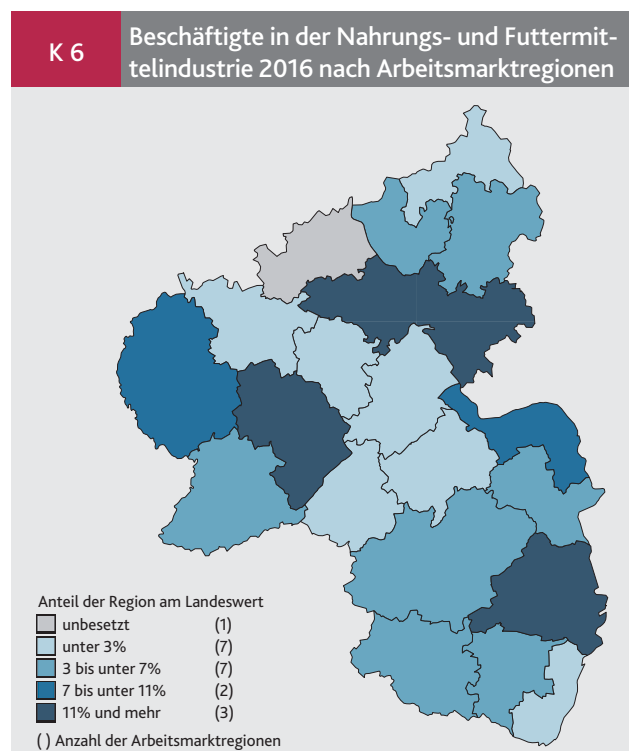 K 6
Beschäftigte in der Nahrungs- und Futtermit-
telindustrie 2016 nach Arbeitsmarktregionen
Anteil der Region am Landeswert
unbesetzt (1)
unter 3% (7)
3 bis unter 7% (7)
7 bis unter 11% (2)
11% und mehr (3)
( ) Anzahl der Arbeitsmarktregionen